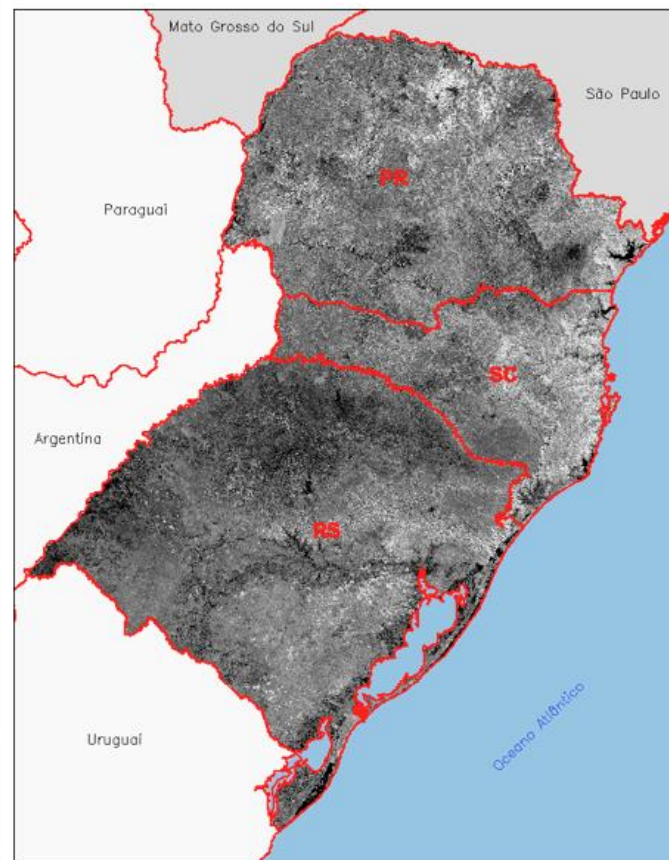 Mato Grosso do Sul
São Paulo
PR
Paraguai
SC
Argentina
RS
Uruguai
Oceano Atlântico